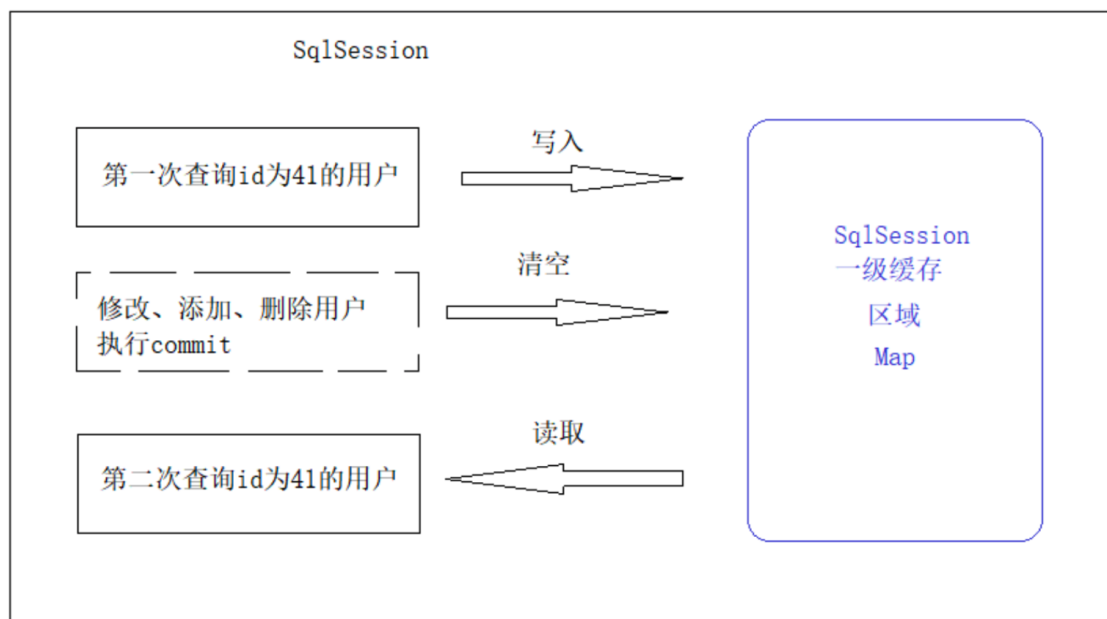 SqlSession
第一次查询id为41的用户
写入
修改、添加、删除用户
执行commit
清空
第二次查询id为41的用户
读取
SqlSession
一级缓存
区域
Map